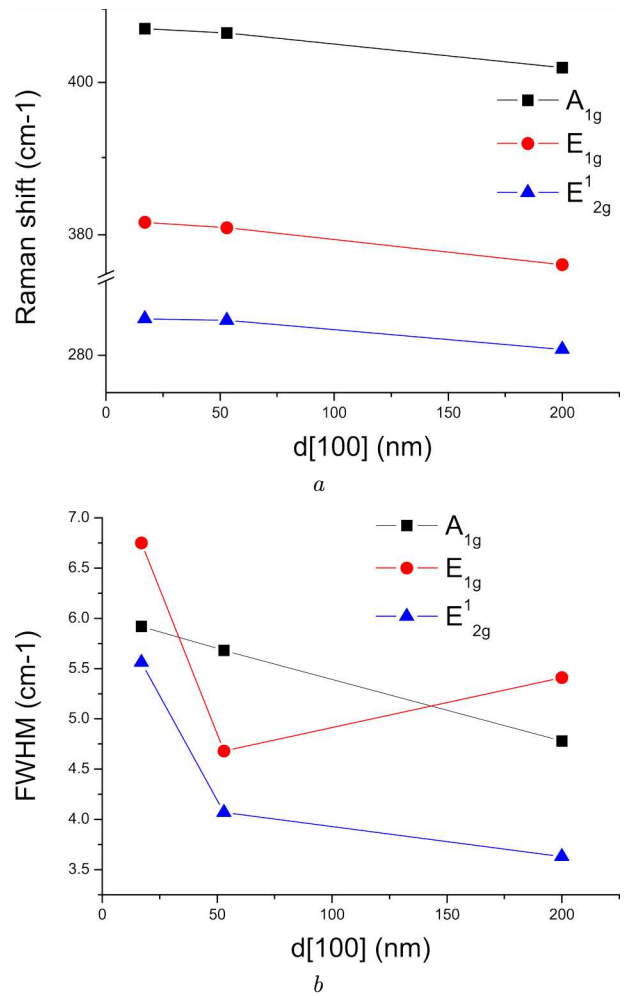 400
380
280
Raman shift (cm-1)
A1g
E1g
E12g
0 50 100 150 200
d[100] (nm)
a
7.0
6.5
6.0
5.5
5.0
4.5
4.0
3.5
FWHM (cm-1)
A1g
E1g
E12g
0 50 100 150 200
d[100] (nm)
b